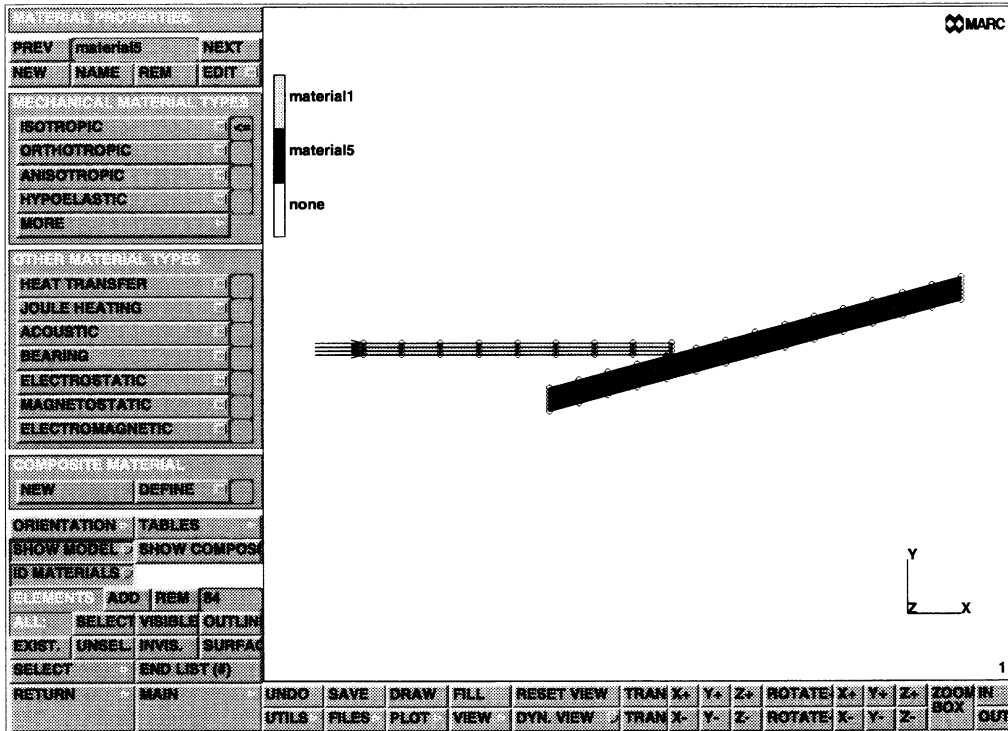 MATERIAL PROPERTIES
PREV material5 NEXT
NEW NAME REM EDIT
MECHANICAL MATERIAL TYPES
ISOTROPIC <=
ORTHOTROPIC
ANISOTROPIC
HYPOELASTIC
MORE
OTHER MATERIAL TYPES
HEAT TRANSFER
JOULE HEATING
ACOUSTIC
BEARING
ELECTROSTATIC
MAGNETOSTATIC
ELECTROMAGNETIC
COMPOSITE MATERIAL
NEW DEFINE
ORIENTATION TABLES
SHOW MODEL SHOW COMPOS
ID MATERIALS
ELEMENTS ADD REM 84
ALL: SELECT VISIBLE OUTLIN
EXIST. UNSEL. INVIS. SURFAC
SELECT END LIST (#)
RETURN MAIN
MARC
material1
material5
none
Y
Z X
1
UNDO SAVE DRAW FILL RESET VIEW TRAN X+ Y+ Z+ ROTATE X+ Y+ Z+ ZOOM IN
UTILS FILES PLOT VIEW DYN. VIEW TRAN X- Y- Z- ROTATE X- Y- Z- BOX OUT